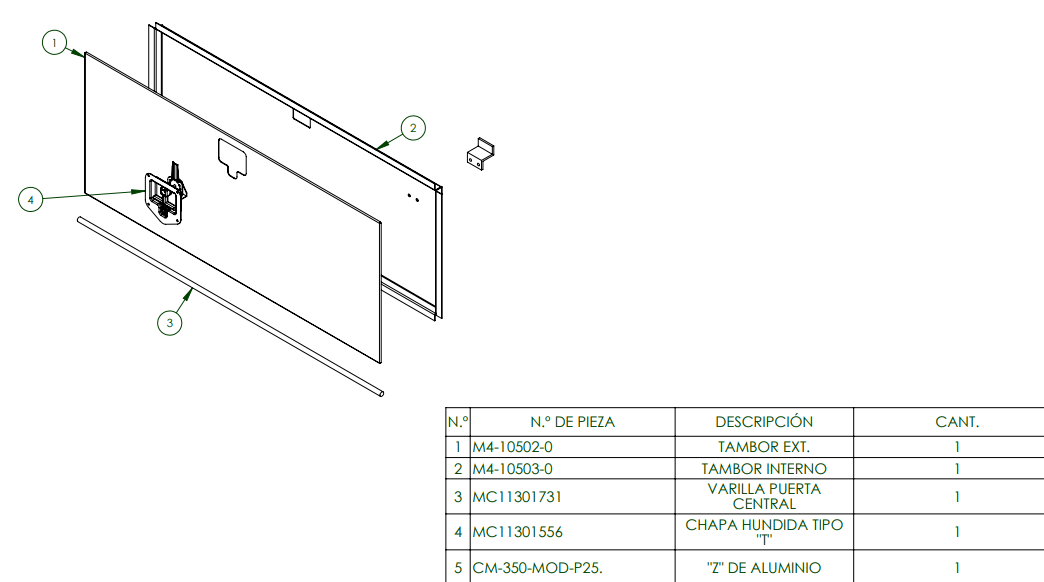 1
2
4
3
N.º N.º DE PIEZA DESCRIPCIÓN CANT.
1 M4-10502-0 TAMBOR EXT. 1
2 M4-10503-0 TAMBOR INTERNO 1
3 MC11301731 VARILLA PUERTA
CENTRAL 1
4 MC11301556 CHAPA HUNDIDA TIPO
"T" 1
5 CM-350-MOD-P25. "Z" DE ALUMINIO 1